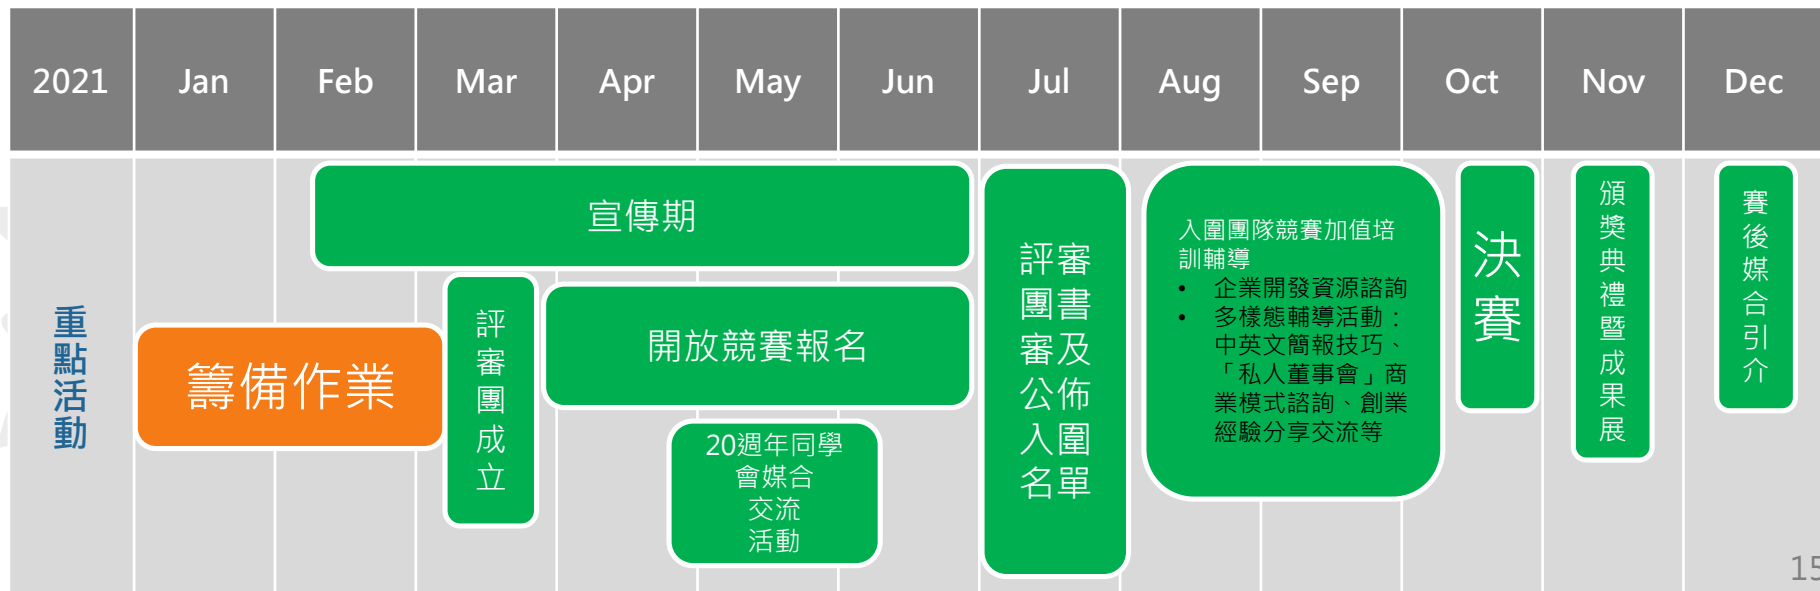 2021 Jan Feb Mar Apr May Jun Jul Aug Sep Oct Nov Dec
重點活動
籌備作業
宣傳期
評審團成立
開放競賽報名
20週年同學
會媒合
交流
活動
評審
團書
審及
公佈
入圍
名單
入圍團隊競賽加值培
訓輔導
• 企業開發資源諮詢
• 多樣態輔導活動：
中英文簡報技巧、
「私人董事會」商
業模式諮詢、創業
經驗分享交流等
決賽
頒獎典禮暨成果展
賽後媒合引介
15